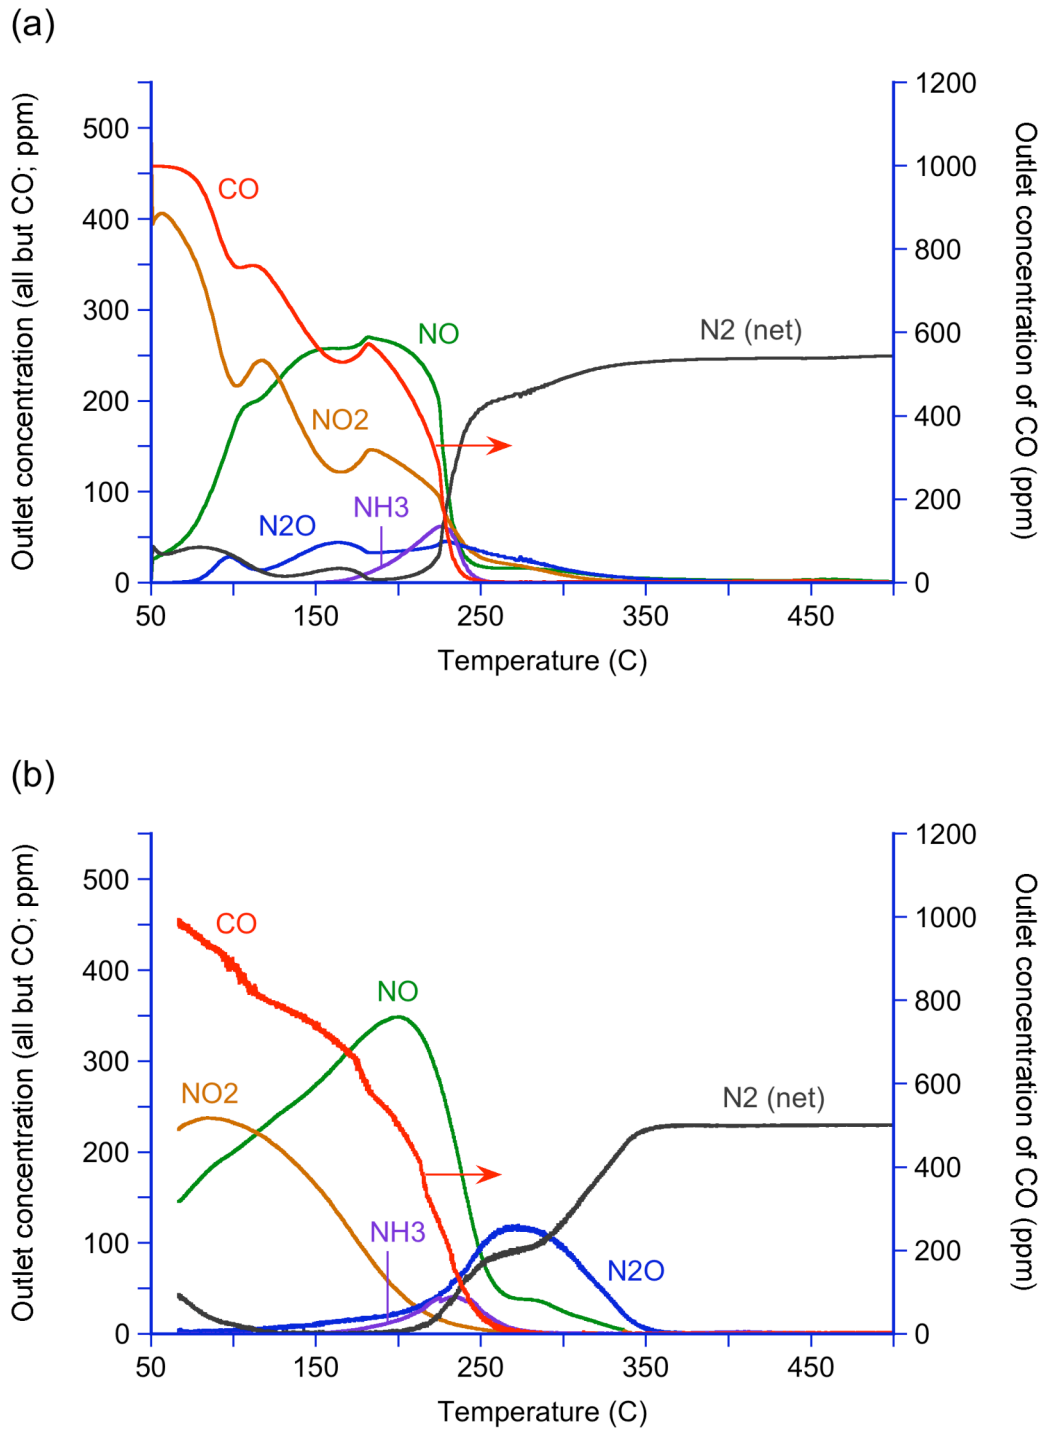 (a)
Outlet concentration (all but CO; ppm)
500
400
300
200
100
0
CO
NO
NO2
N2O
NH3
N2 (net)
1200
1000
800
600
400
200
0
Outlet concentration of CO (ppm)
50
150
250
350
450
Temperature (C)
(b)
Outlet concentration (all but CO; ppm)
500
400
300
200
100
0
CO
NO
NO2
NH3
N2O
N2 (net)
1200
1000
800
600
400
200
0
Outlet concentration of CO (ppm)
50
150
250
350
450
Temperature (C)